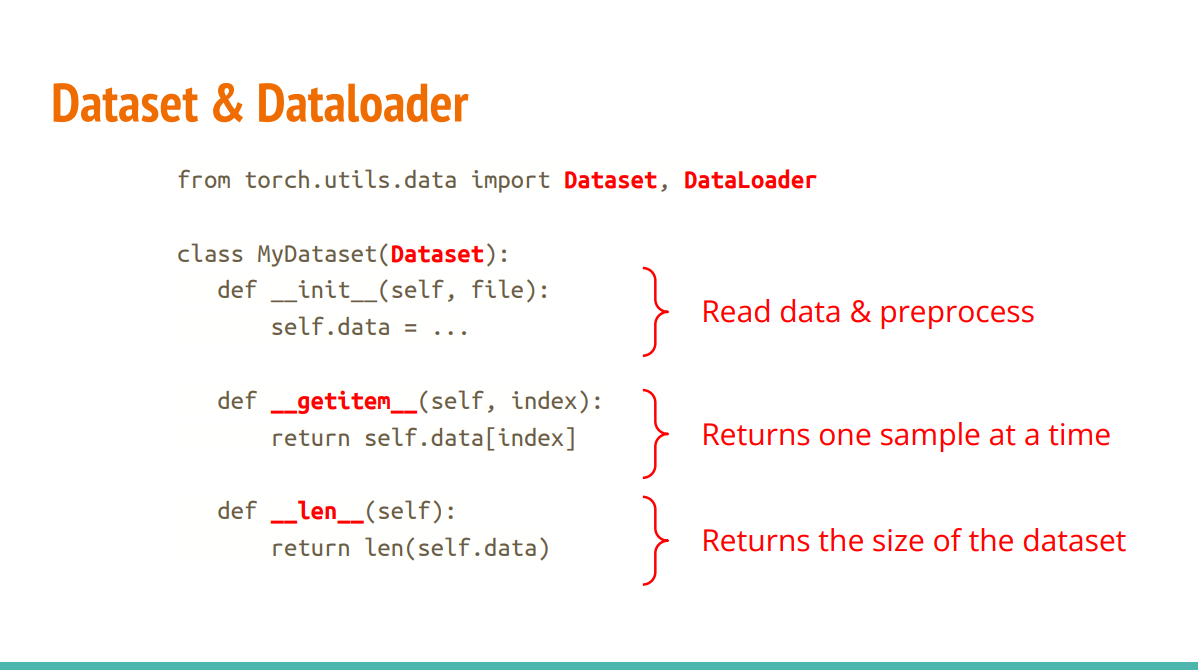 Dataset & Dataloader
from torch.utils.data import Dataset, DataLoader
class MyDataset(Dataset):
def __init__(self, file):
self.data = ...
Read data & preprocess
def __getitem__(self, index):
return self.data[index]
Returns one sample at a time
def __len__(self):
return len(self.data)
Returns the size of the dataset